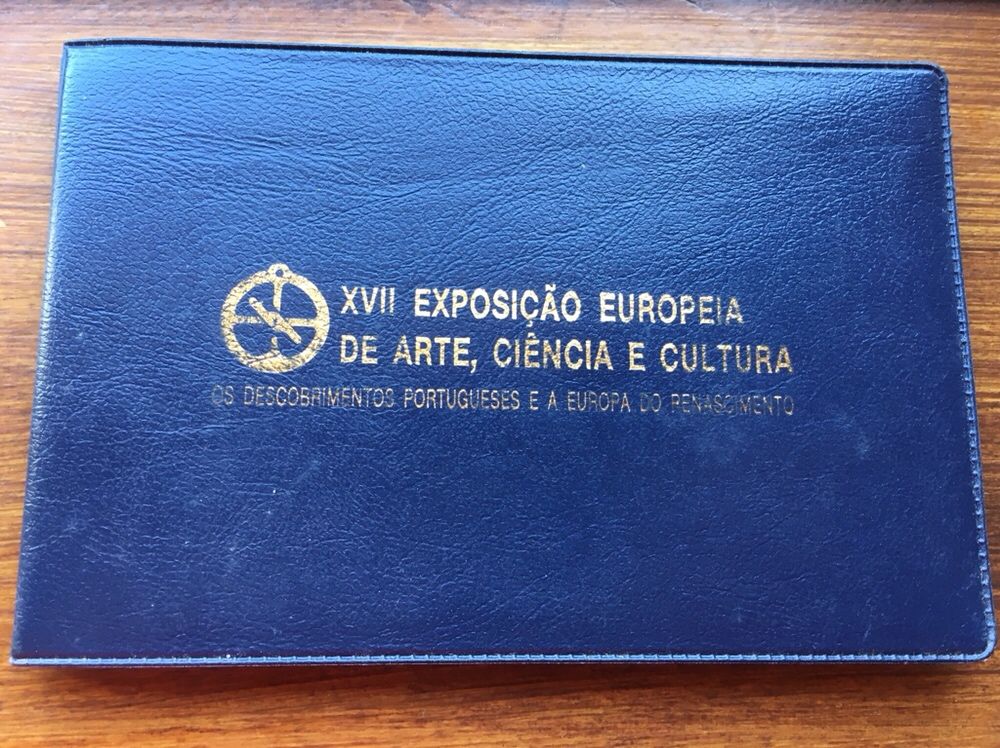 XVII EXPOSIÇÃO EUROPEIA
DE ARTE, CIÊNCIA E CULTURA
OS DESCOBRIMENTOS PORTUGUESES E A EUROPA DO RENASCIMENTO